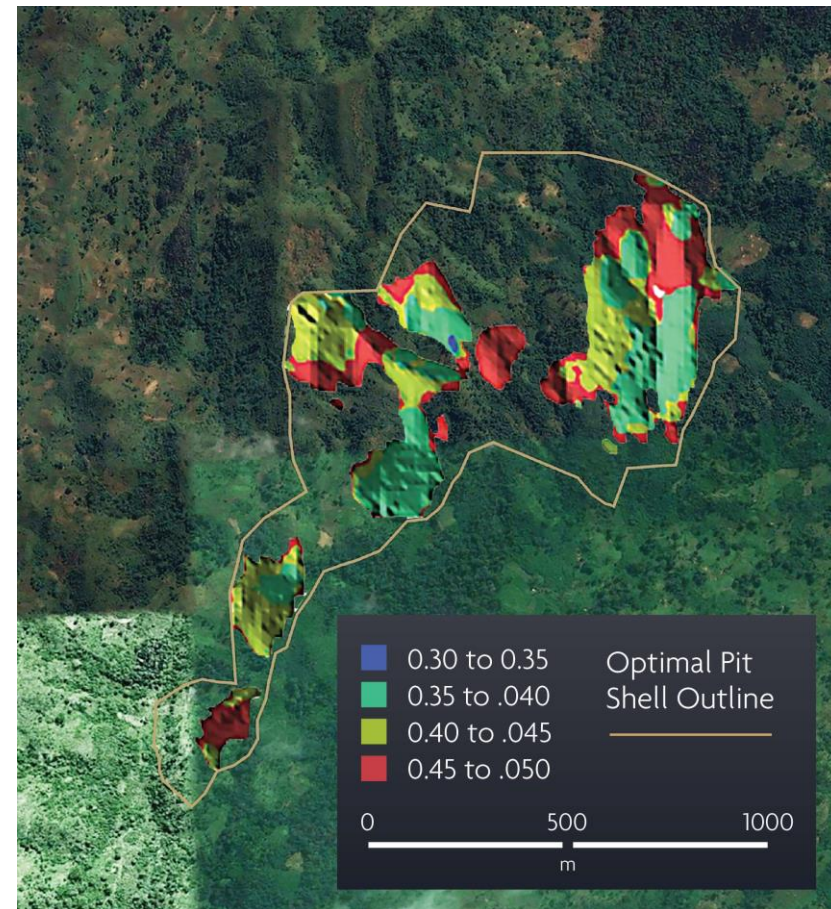 0.30 to 0.35
0.35 to .040
0.40 to .045
0.45 to .050
Optimal Pit
Shell Outline
0 500 1000
m